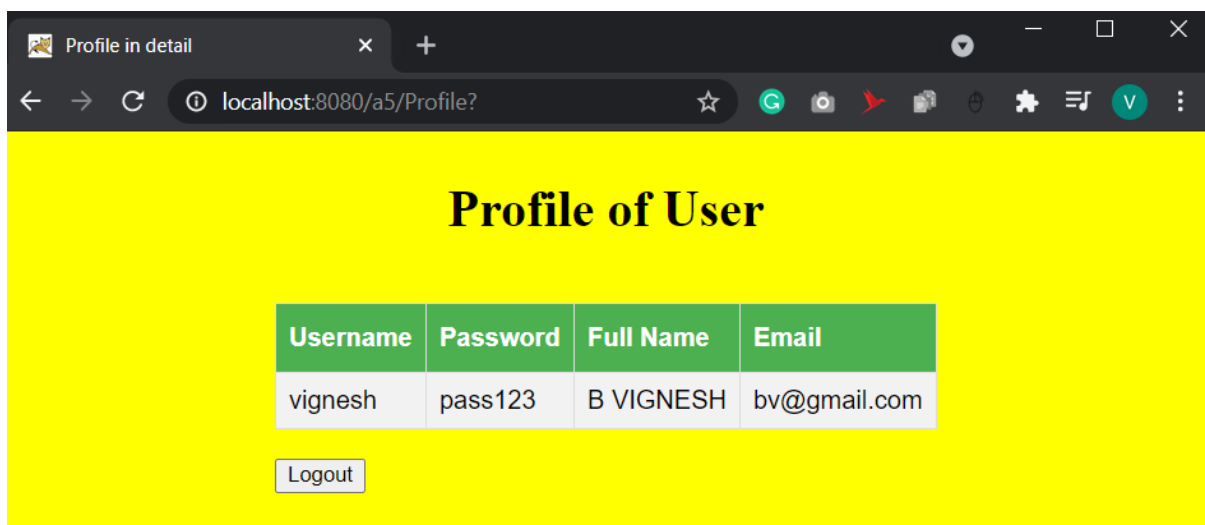 Profile in detail
localhost:8080/a5/Profile?
G
V
Profile of User
Username Password Full Name Email
vignesh pass123 B VIGNESH bv@gmail.com
Logout